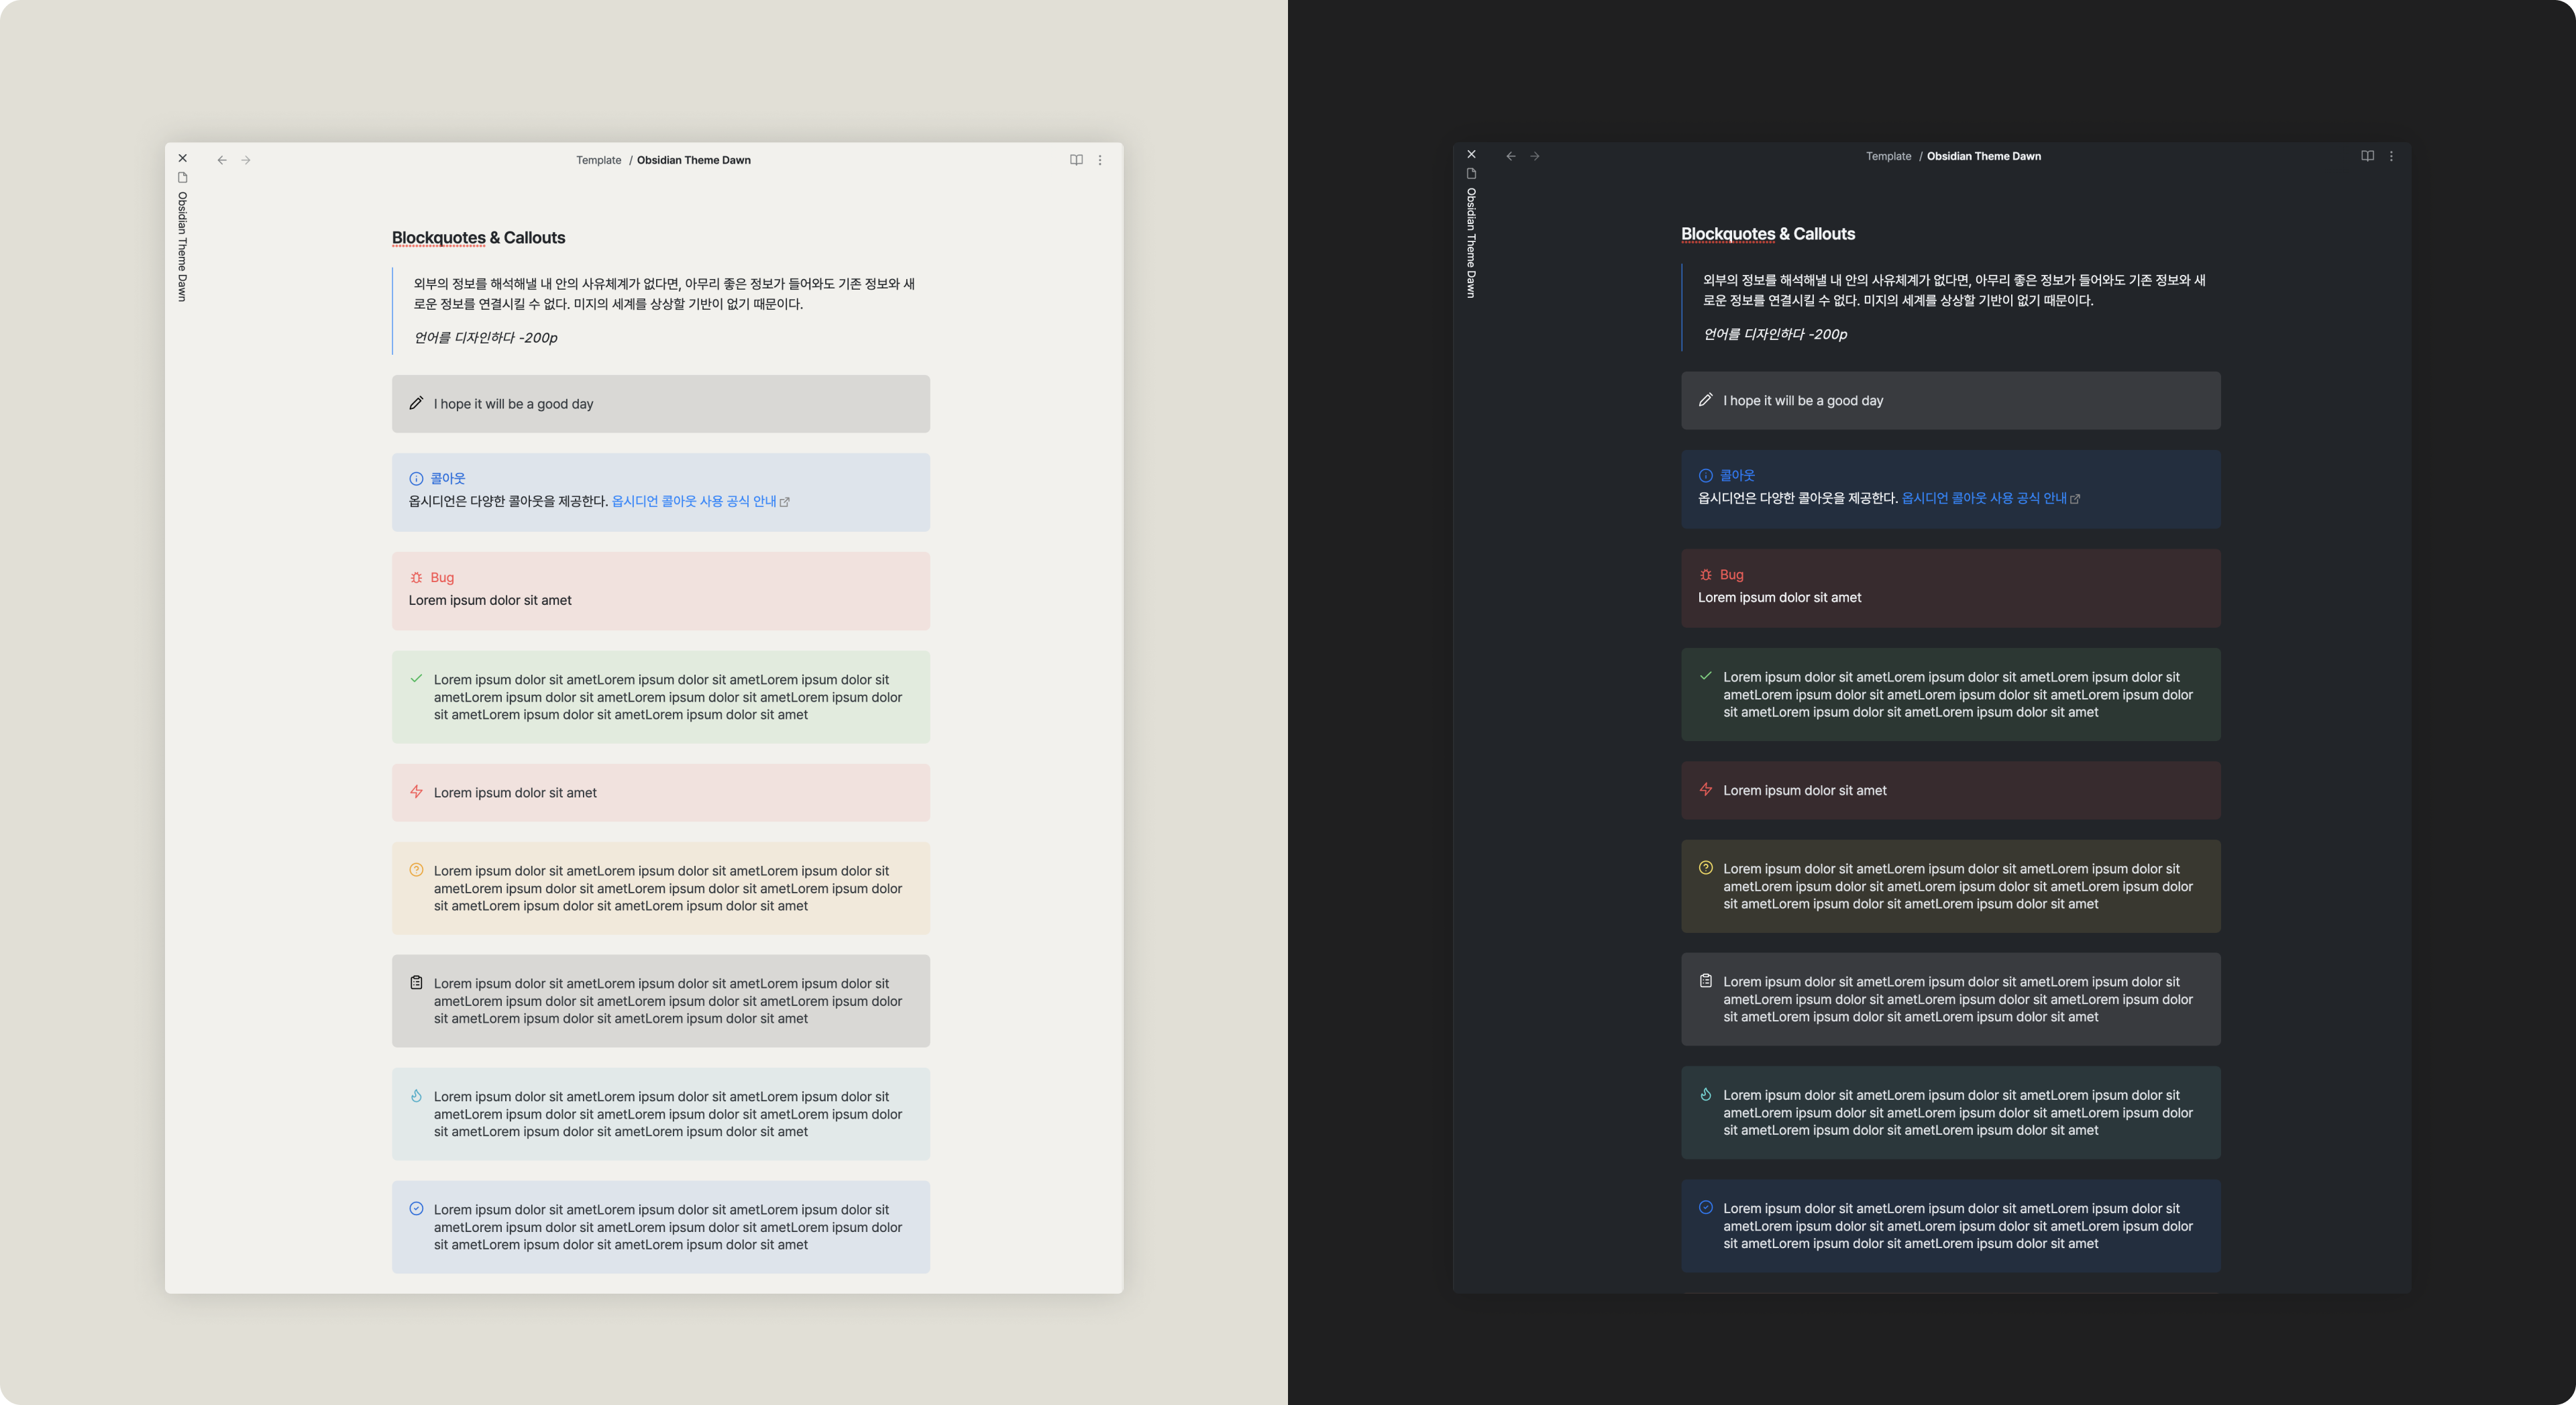 Template / Obsidian Theme Dawn
Obsidian Theme Dawn
Blockquotes & Callouts
외부의 정보를 해석해낼 내 안의 사유체계가 없다면, 아무리 좋은 정보가 들어와도 기존 정보와 새
로운 정보를 연결시킬 수 없다. 미지의 세계를 상상할 기반이 없기 때문이다.
언어를 디자인하다 -200p
I hope it will be a good day
콜아웃
옵시디언은 다양한 콜아웃을 제공한다. 옵시디언 콜아웃 사용 공식 안내
Bug
Lorem ipsum dolor sit amet
Lorem ipsum dolor sit ametLorem ipsum dolor sit ametLorem ipsum dolor sit
ametLorem ipsum dolor sit ametLorem ipsum dolor sit ametLorem ipsum dolor
sit ametLorem ipsum dolor sit ametLorem ipsum dolor sit amet
Lorem ipsum dolor sit amet
Lorem ipsum dolor sit ametLorem ipsum dolor sit ametLorem ipsum dolor sit
ametLorem ipsum dolor sit ametLorem ipsum dolor sit ametLorem ipsum dolor
sit ametLorem ipsum dolor sit ametLorem ipsum dolor sit amet
Lorem ipsum dolor sit ametLorem ipsum dolor sit ametLorem ipsum dolor sit
ametLorem ipsum dolor sit ametLorem ipsum dolor sit ametLorem ipsum dolor
sit ametLorem ipsum dolor sit ametLorem ipsum dolor sit amet
Lorem ipsum dolor sit ametLorem ipsum dolor sit ametLorem ipsum dolor sit
ametLorem ipsum dolor sit ametLorem ipsum dolor sit ametLorem ipsum dolor
sit ametLorem ipsum dolor sit ametLorem ipsum dolor sit amet
Lorem ipsum dolor sit ametLorem ipsum dolor sit ametLorem ipsum dolor sit
ametLorem ipsum dolor sit ametLorem ipsum dolor sit ametLorem ipsum dolor
sit ametLorem ipsum dolor sit ametLorem ipsum dolor sit amet
Template / Obsidian Theme Dawn
Obsidian Theme Dawn
Blockquotes & Callouts
외부의 정보를 해석해낼 내 안의 사유체계가 없다면, 아무리 좋은 정보가 들어와도 기존 정보와 새
로운 정보를 연결시킬 수 없다. 미지의 세계를 상상할 기반이 없기 때문이다.
언어를 디자인하다 -200p
I hope it will be a good day
콜아웃
옵시디언은 다양한 콜아웃을 제공한다. 옵시디언 콜아웃 사용 공식 안내
Bug
Lorem ipsum dolor sit amet
Lorem ipsum dolor sit ametLorem ipsum dolor sit ametLorem ipsum dolor sit
ametLorem ipsum dolor sit ametLorem ipsum dolor sit ametLorem ipsum dolor
sit ametLorem ipsum dolor sit ametLorem ipsum dolor sit amet
Lorem ipsum dolor sit amet
Lorem ipsum dolor sit ametLorem ipsum dolor sit ametLorem ipsum dolor sit
ametLorem ipsum dolor sit ametLorem ipsum dolor sit ametLorem ipsum dolor
sit ametLorem ipsum dolor sit ametLorem ipsum dolor sit amet
Lorem ipsum dolor sit ametLorem ipsum dolor sit ametLorem ipsum dolor sit
ametLorem ipsum dolor sit ametLorem ipsum dolor sit ametLorem ipsum dolor
sit ametLorem ipsum dolor sit ametLorem ipsum dolor sit amet
Lorem ipsum dolor sit ametLorem ipsum dolor sit ametLorem ipsum dolor sit
ametLorem ipsum dolor sit ametLorem ipsum dolor sit ametLorem ipsum dolor
sit ametLorem ipsum dolor sit ametLorem ipsum dolor sit amet
Lorem ipsum dolor sit ametLorem ipsum dolor sit ametLorem ipsum dolor sit
ametLorem ipsum dolor sit ametLorem ipsum dolor sit ametLorem ipsum dolor
sit ametLorem ipsum dolor sit ametLorem ipsum dolor sit amet